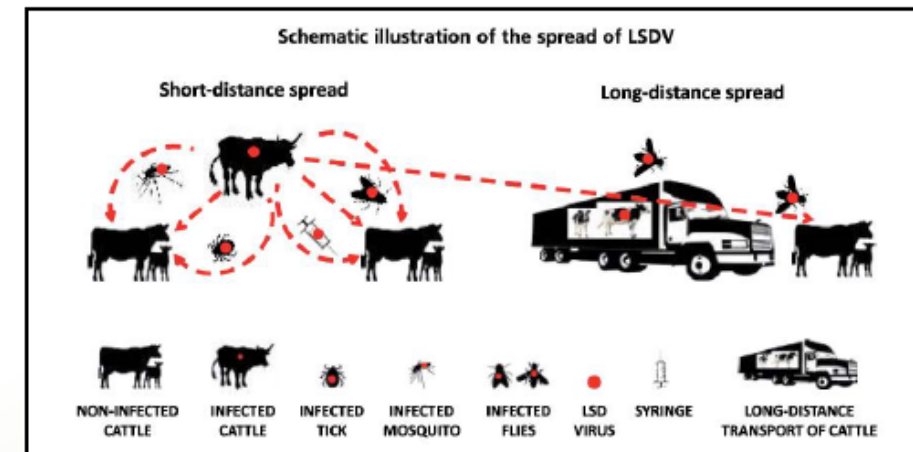 Schematic illustration of the spread of LSDV
Short-distance spread
Long-distance spread
NON-INFECTED CATTLE
INFECTED CATTLE
INFECTED TICK
INFECTED MOSQUITO
INFECTED FLIES
LSD VIRUS
SYRINGE
LONG-DISTANCE TRANSPORT OF CATTLE